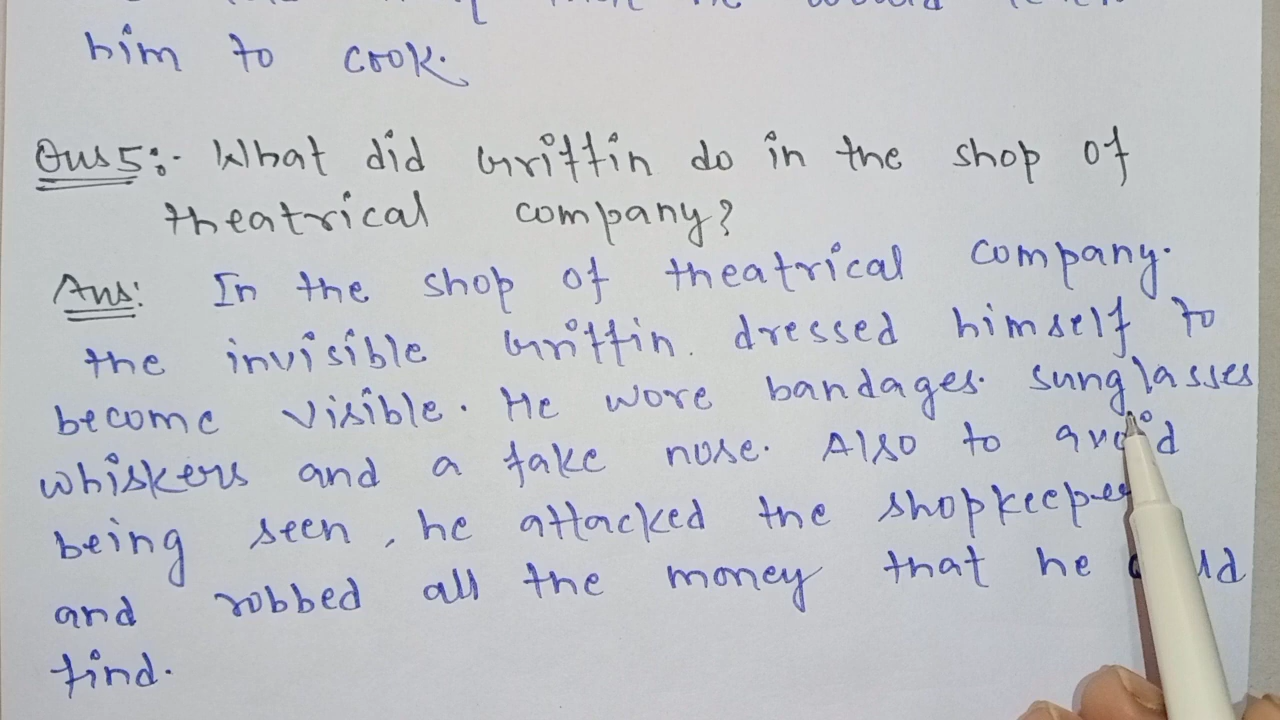 him to cook.
Qus5:- What did Griffin do in the shop of
theatrical company?
Ans: In the shop of theatrical company.
the invisible Griffin. dressed himself to
become visible. He wore bandages. sunglasses
whiskers and a fake nose. Also to avoid
being seen, he attacked the shopkeeper
and robbed all the money that he
find.